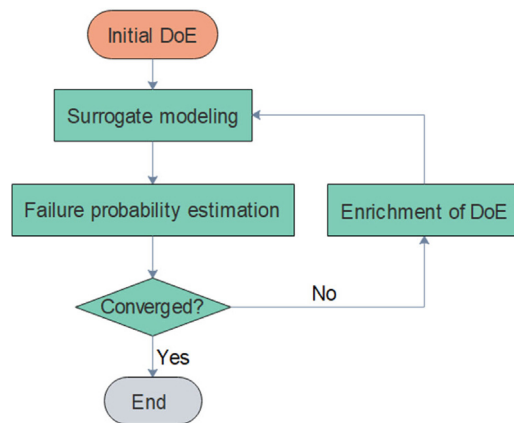 Initial DoE
Surrogate modeling
Failure probability estimation
Enrichment of DoE
Converged?
No
Yes
End